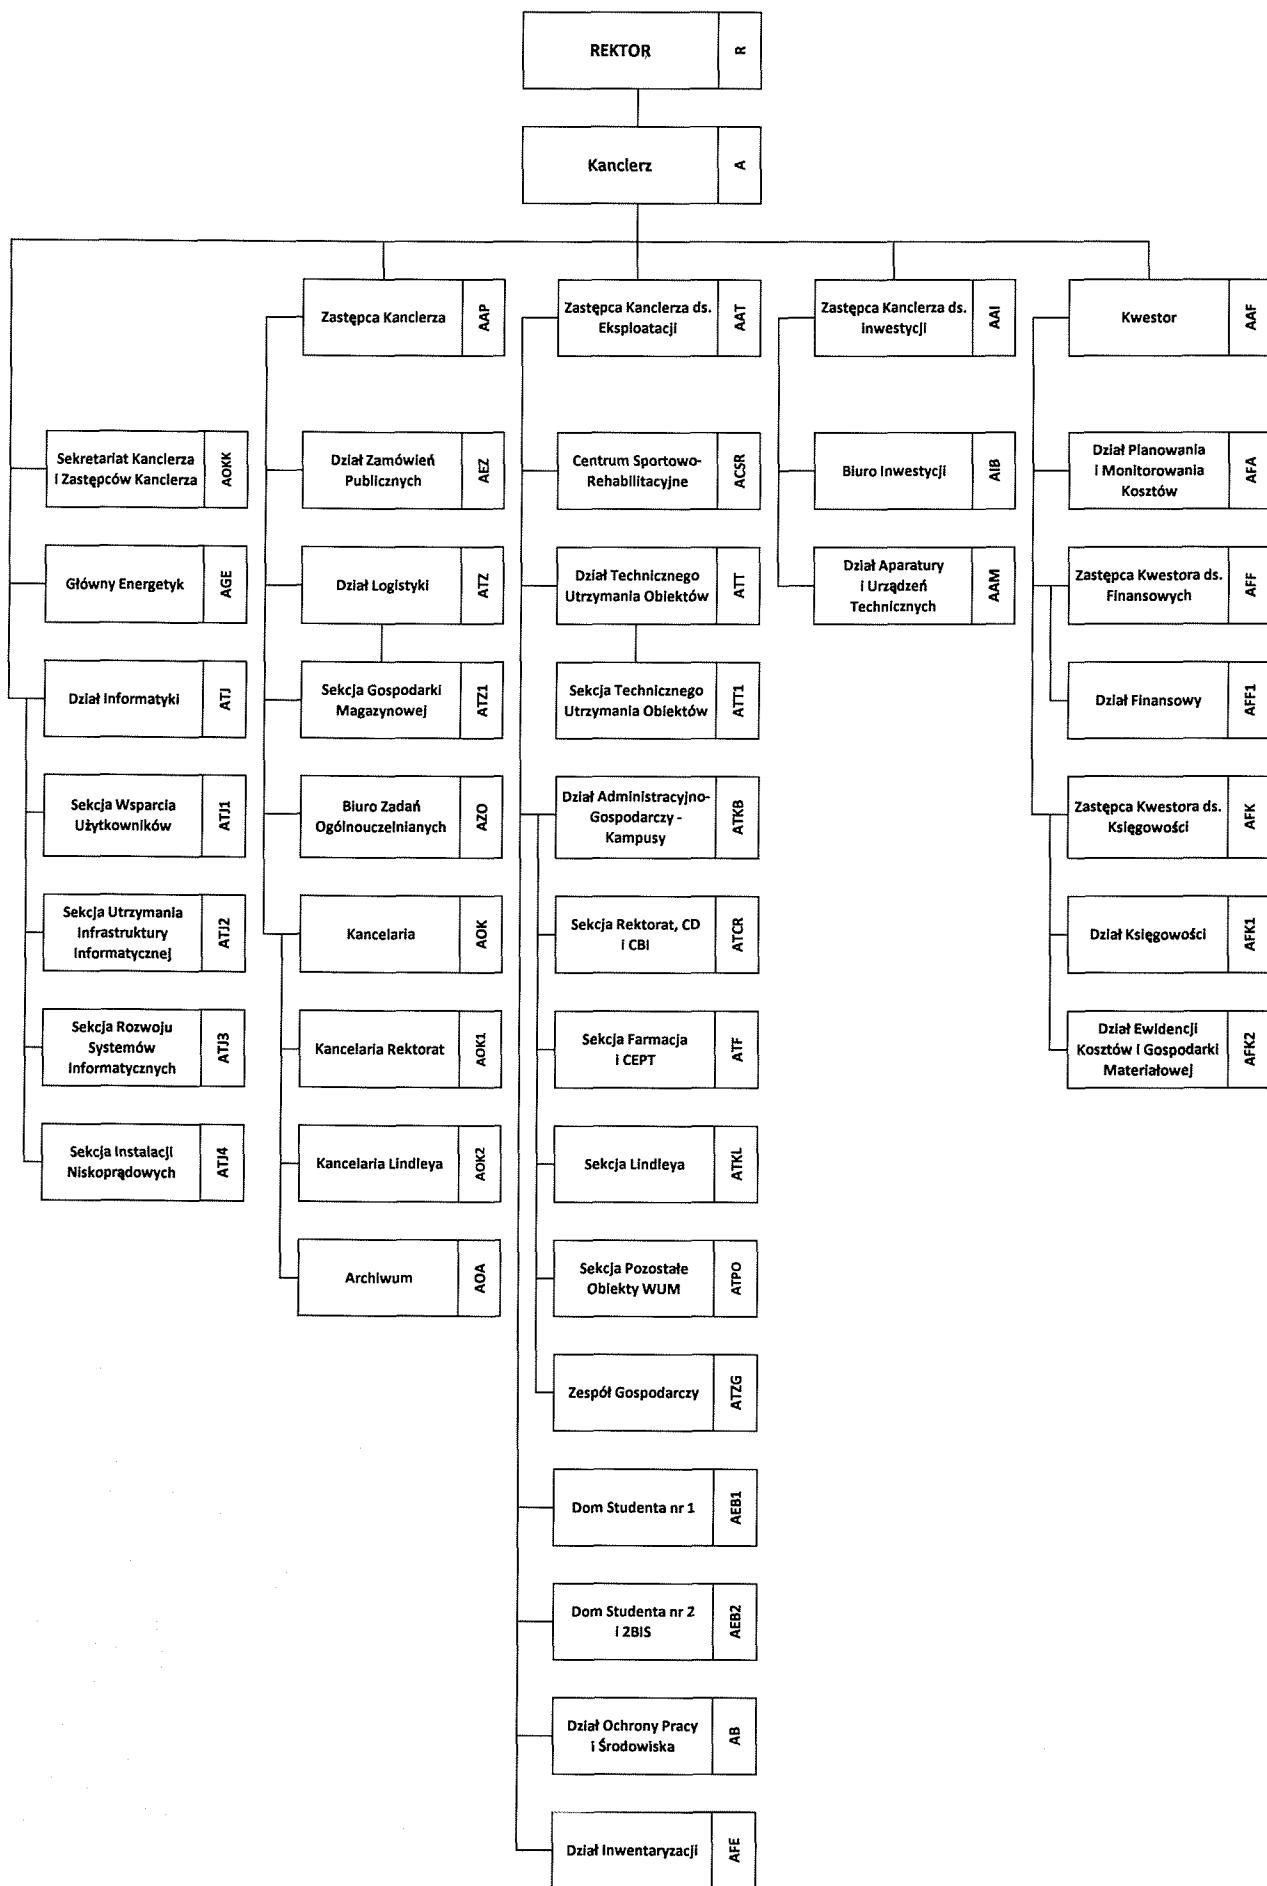 REKTOR
R
Kanclerz
A
Zastępca Kanclerza
AAP
Zastępca Kanclerza ds.
Eksploatacji
AAT
Zastępca Kanclerza ds.
inwestycji
AAI
Kwestor
AAF
Sekretariat Kanclerza
i Zastępców Kanclerza
AOKK
Główny Energetyk
AGE
Dział Informatyki
ATJ
Sekcja Wsparcia
Użytkowników
ATJ1
Sekcja Utrzymania
Infrastruktury
Informatycznej
ATJ2
Sekcja Rozwoju
Systemów
Informatycznych
ATJ3
Sekcja Instalacji
Niskoprądowych
ATJ4
Dział Zamówień
Publicznych
AEZ
Dział Logistyki
ATZ
Sekcja Gospodarki
Magazynowej
ATZ1
Biuro Zadań
Ogólnouczelnianych
AZO
Kancelaria
AOK
Kancelaria Rektorat
AOK1
Kancelaria Lindleya
AOK2
Archiwum
AOA
Centrum Sportowo-
Rehabilitacyjne
ACSR
Dział Technicznego
Utrzymania Obiektów
ATT
Sekcja Technicznego
Utrzymania Obiektów
ATT1
Dział Administracyjno-
Gospodarczy -
Kampusy
ATKB
Sekcja Rektorat, CD
i CBI
ATCR
Sekcja Farmacja
i CEPT
ATF
Sekcja Lindleya
ATKL
Sekcja Pozostałe
Obiekty WUM
ATPO
Zespół Gospodarczy
ATZG
Dom Studenta nr 1
AEB1
Dom Studenta nr 2
i 2BIS
AEB2
Dział Ochrony Pracy
i Środowiska
AB
Dział Inwentaryzacji
AFE
Biuro Inwestycji
AIB
Dział Aparatury
i Urządzeń
Technicznych
AAM
Dział Planowania
i Monitorowania
Kosztów
AFA
Zastępca Kwestora ds.
Finansowych
AFF
Dział Finansowy
AFF1
Zastępca Kwestora ds.
Księgowości
AFK
Dział Księgowości
AFK1
Dział Ewidencji
Kosztów i Gospodarki
Materiałowej
AFK2